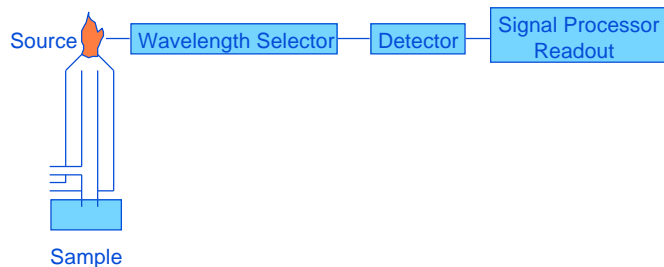 Source
Wavelength Selector
Detector
Signal Processor
Readout
Sample